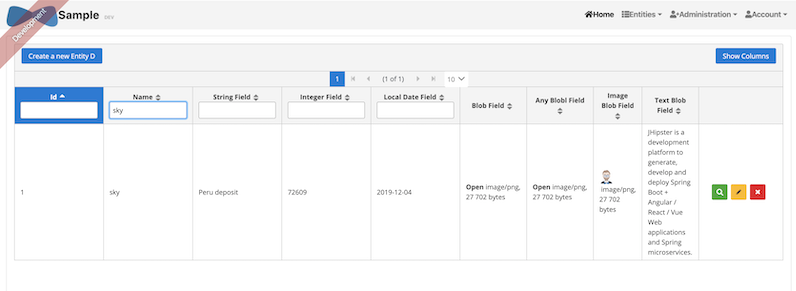 Development
Sample DEV
Home Entities Administration Account
Create a new Entity D
Show Columns
1 (1 of 1) 10
Id Name String Field Integer Field Local Date Field Blob Field Any Blobl Field Image Blob Field Text Blob Field
sky
1 sky Peru deposit 72609 2019-12-04
Open image/png,
27 702 bytes
Open image/png,
27 702 bytes
image/png,
27 702
bytes
JHipster is a
development
platform to
generate,
develop and
deploy Spring
Boot +
Angular /
React / Vue
Web
applications
and Spring
microservices.